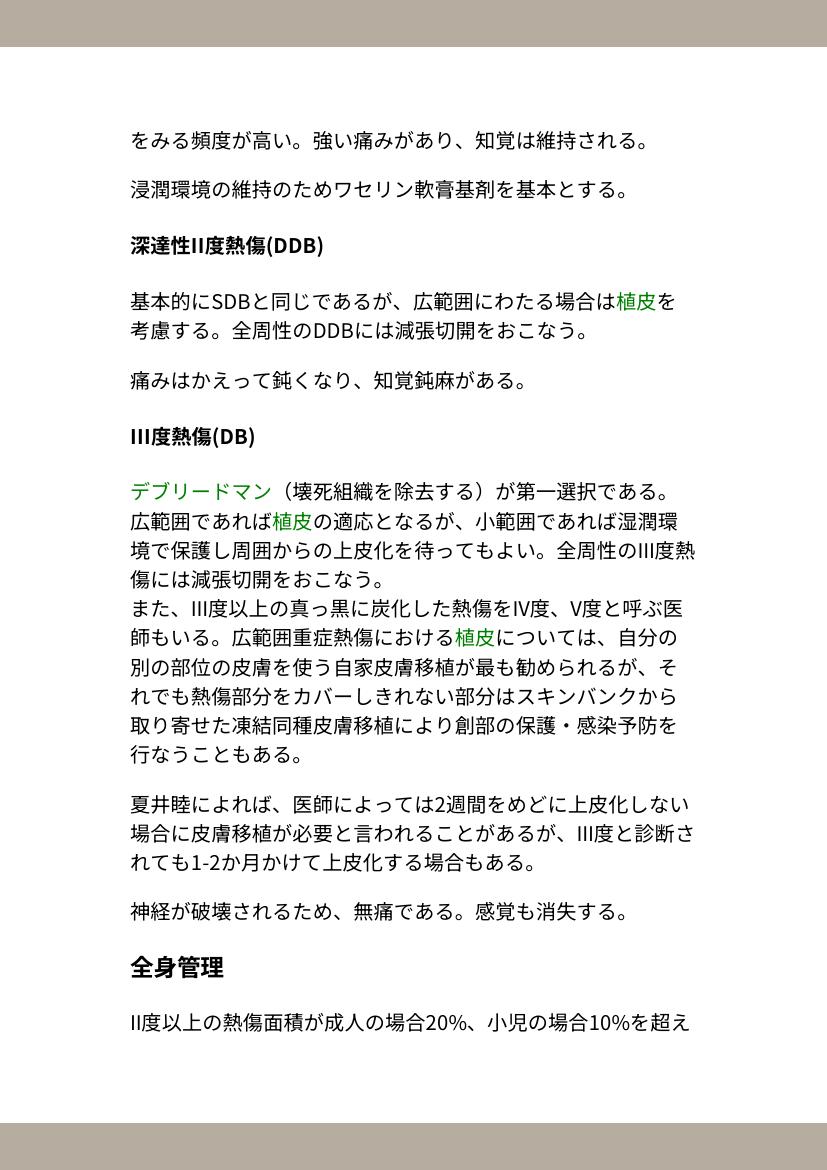 をみる頻度が高い。強い痛みがあり、知覚は維持される。
浸潤環境の維持のためワセリン軟膏基剤を基本とする。
深達性II度熱傷(DDB)
基本的にSDBと同じであるが、広範囲にわたる場合は植皮を
考慮する。全周性のDDBには減張切開をおこなう。
痛みはかえって鈍くなり、知覚鈍麻がある。
III度熱傷(DB)
デブリードマン（壊死組織を除去する）が第一選択である。
広範囲であれば植皮の適応となるが、小範囲であれば湿潤環
境で保護し周囲からの上皮化を待ってもよい。全周性のIII度熱
傷には減張切開をおこなう。
また、III度以上の真っ黒に炭化した熱傷をIV度、V度と呼ぶ医
師もいる。広範囲重症熱傷における植皮については、自分の
別の部位の皮膚を使う自家皮膚移植が最も勧められるが、そ
れでも熱傷部分をカバーしきれない部分はスキンバンクから
取り寄せた凍結同種皮膚移植により創部の保護・感染予防を
行なうこともある。
夏井睦によれば、医師によっては2週間をめどに上皮化しない
場合に皮膚移植が必要と言われることがあるが、III度と診断さ
れても1-2か月かけて上皮化する場合もある。
神経が破壊されるため、無痛である。感覚も消失する。
全身管理
II度以上の熱傷面積が成人の場合20%、小児の場合10%を超え